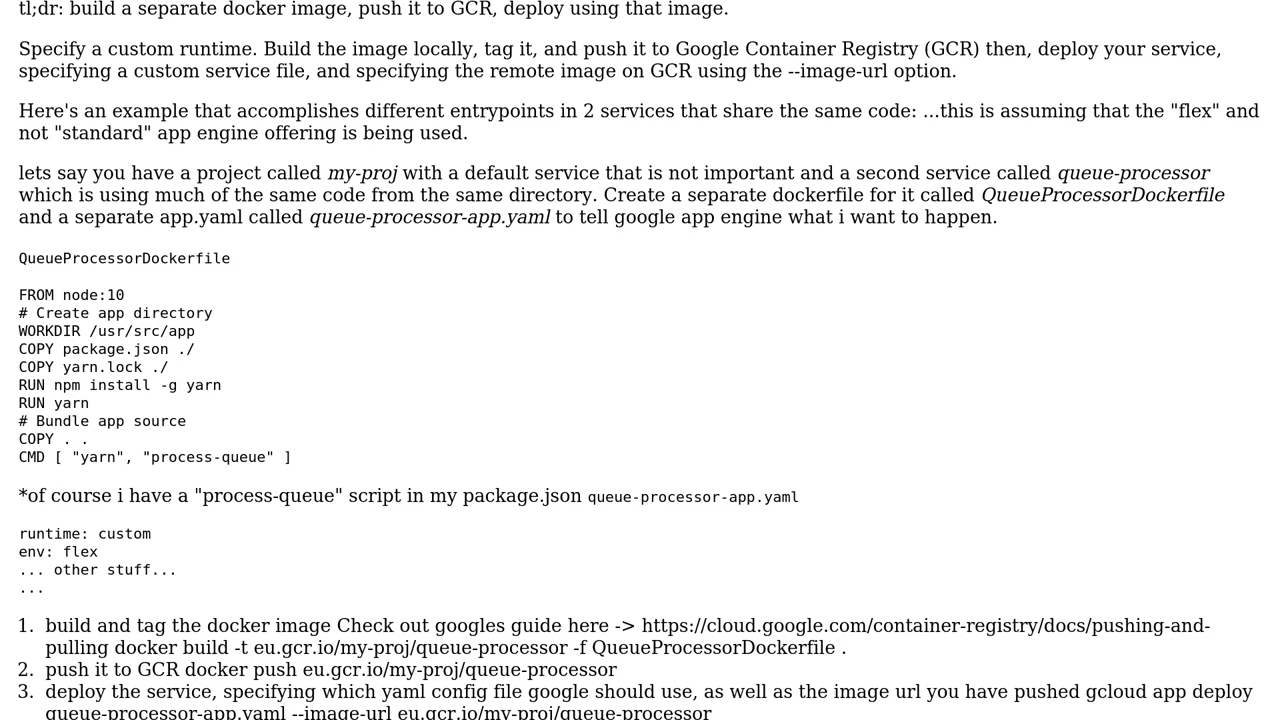 tl;dr: build a separate docker image, push it to GCR, deploy using that image.
Specify a custom runtime. Build the image locally, tag it, and push it to Google Container Registry (GCR) then, deploy your service,
specifying a custom service file, and specifying the remote image on GCR using the --image-url option.
Here's an example that accomplishes different entrypoints in 2 services that share the same code: ...this is assuming that the "flex" and
not "standard" app engine offering is being used.
lets say you have a project called my-proj with a default service that is not important and a second service called queue-processor
which is using much of the same code from the same directory. Create a separate dockerfile for it called QueueProcessorDockerfile
and a separate app.yaml called queue-processor-app.yaml to tell google app engine what i want to happen.
QueueProcessorDockerfile
FROM node:10
# Create app directory
WORKDIR /usr/src/app
COPY package.json ./
COPY yarn.lock ./
RUN npm install -g yarn
RUN yarn
# Bundle app source
COPY . .
CMD [ "yarn", "process-queue" ]
*of course i have a "process-queue" script in my package.json queue-processor-app.yaml
runtime: custom
env: flex
... other stuff...
...
1. build and tag the docker image Check out googles guide here -> https://cloud.google.com/container-registry/docs/pushing-and-
pulling docker build -t eu.gcr.io/my-proj/queue-processor -f QueueProcessorDockerfile .
2. push it to GCR docker push eu.gcr.io/my-proj/queue-processor
3. deploy the service, specifying which yaml config file google should use, as well as the image url you have pushed gcloud app deploy
queue-processor-app.yaml --image-url eu.gcr.io/my-proj/queue-processor